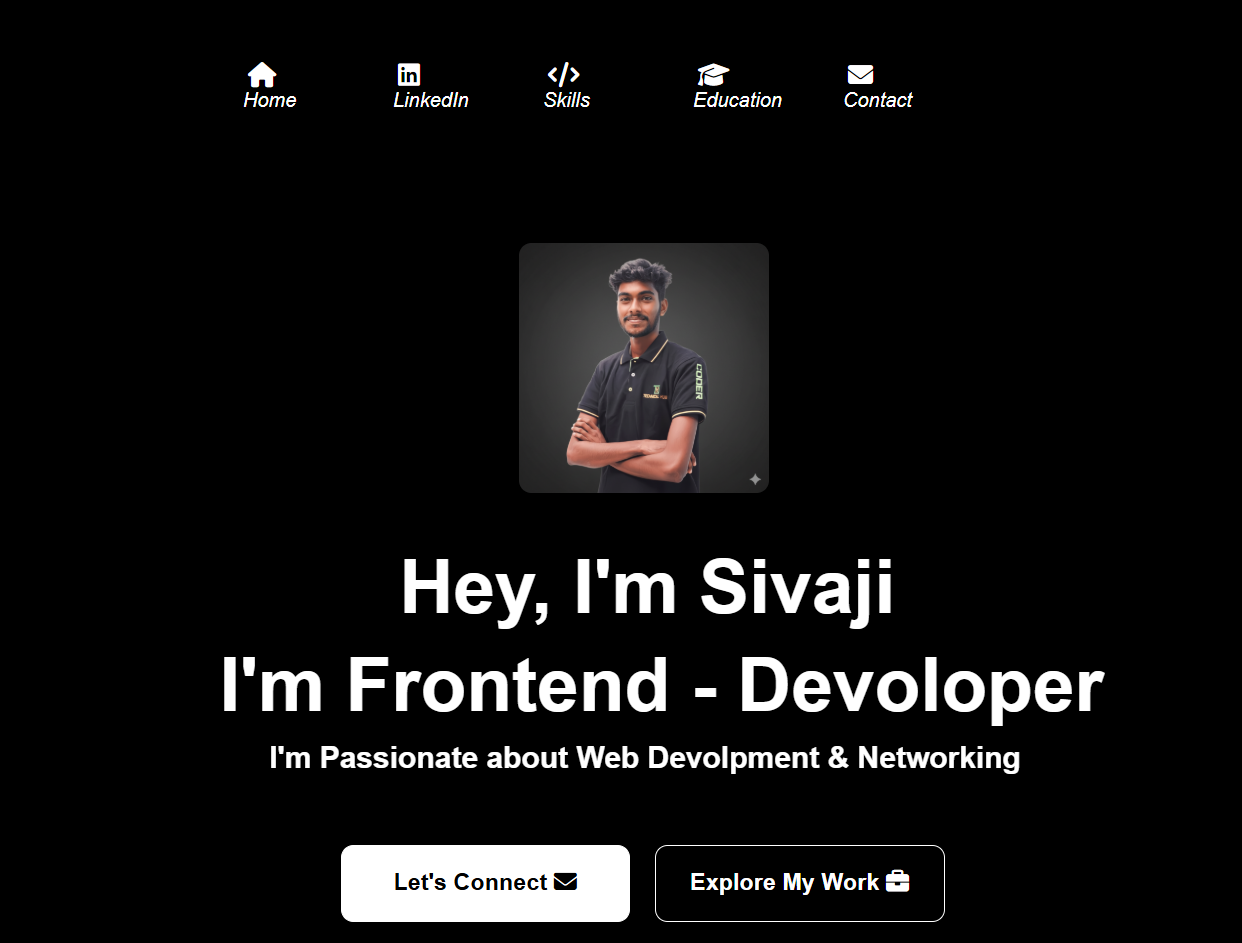 Home LinkedIn Skills Education Contact
CODER
Hey, I'm Sivaji
I'm Frontend - Devoloper
I'm Passionate about Web Devolpment & Networking
Let's Connect Explore My Work